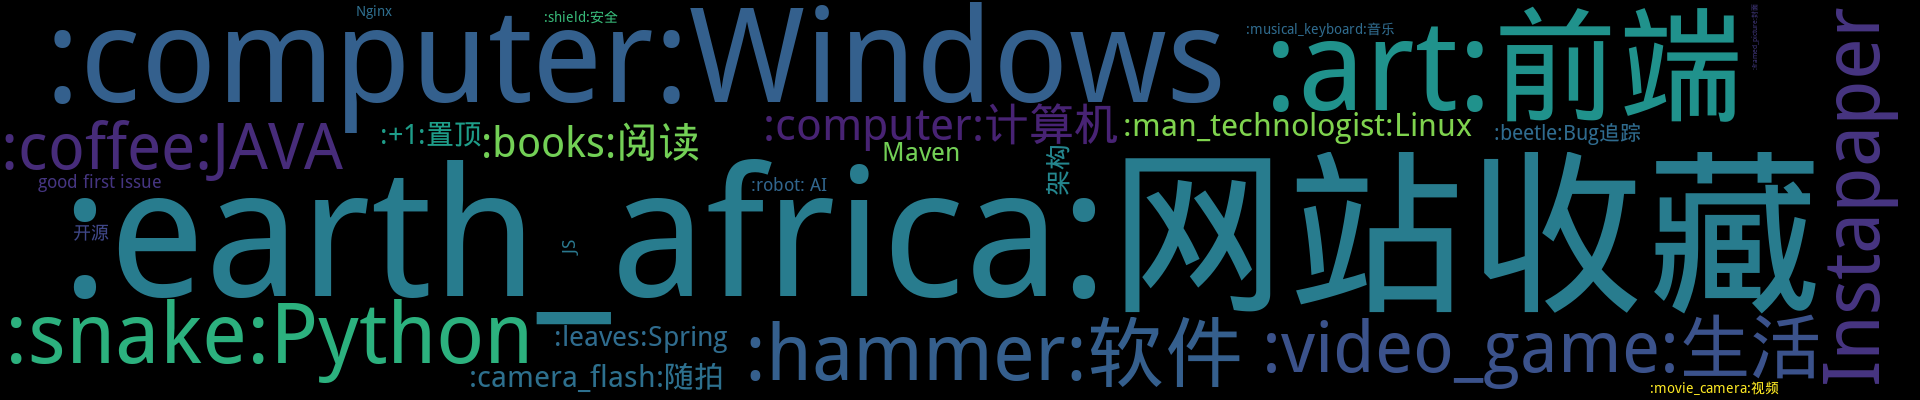 Nginx
:shield:安全
:computer:Windows
:musical_keyboard:音乐
:art:前端
Instapaper
:coffee:JAVA
:+1:置顶
:books:阅读
:computer:计算机
:man_technologist:Linux
:beetle:Bug追踪
Maven
架构
good first issue
:robot: AI
:earth_africa:网站收藏
开源
JS
:snake:Python
:leaves:Spring
:hammer:软件
:video_game:生活
:camera_flash:随拍
:movie_camera:视频